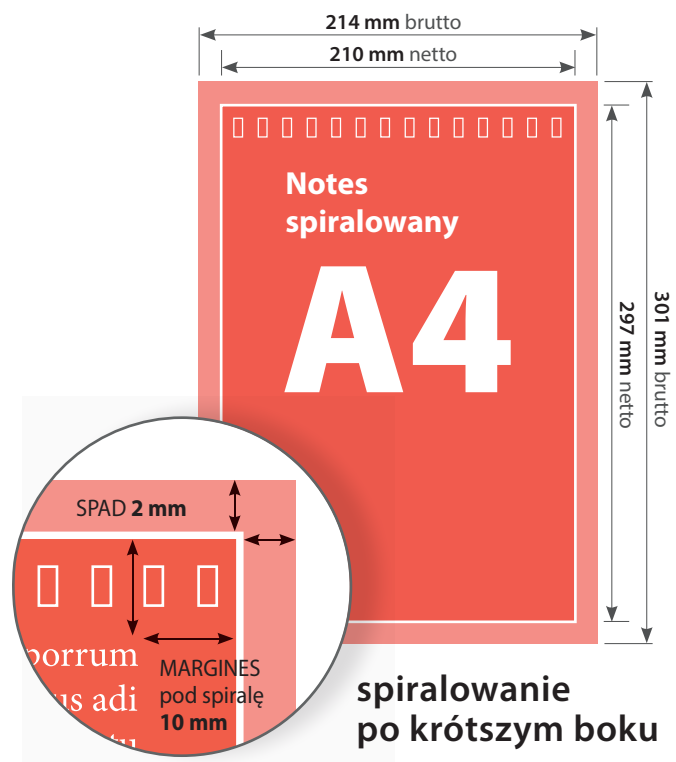 214 mm brutto
210 mm netto
Notes
spiralowany
A4
297 mm netto
301 mm brutto
SPAD 2 mm
porrum
us adi
MARGINES
pod spiralę
10 mm
spiralowanie
po krótszym boku